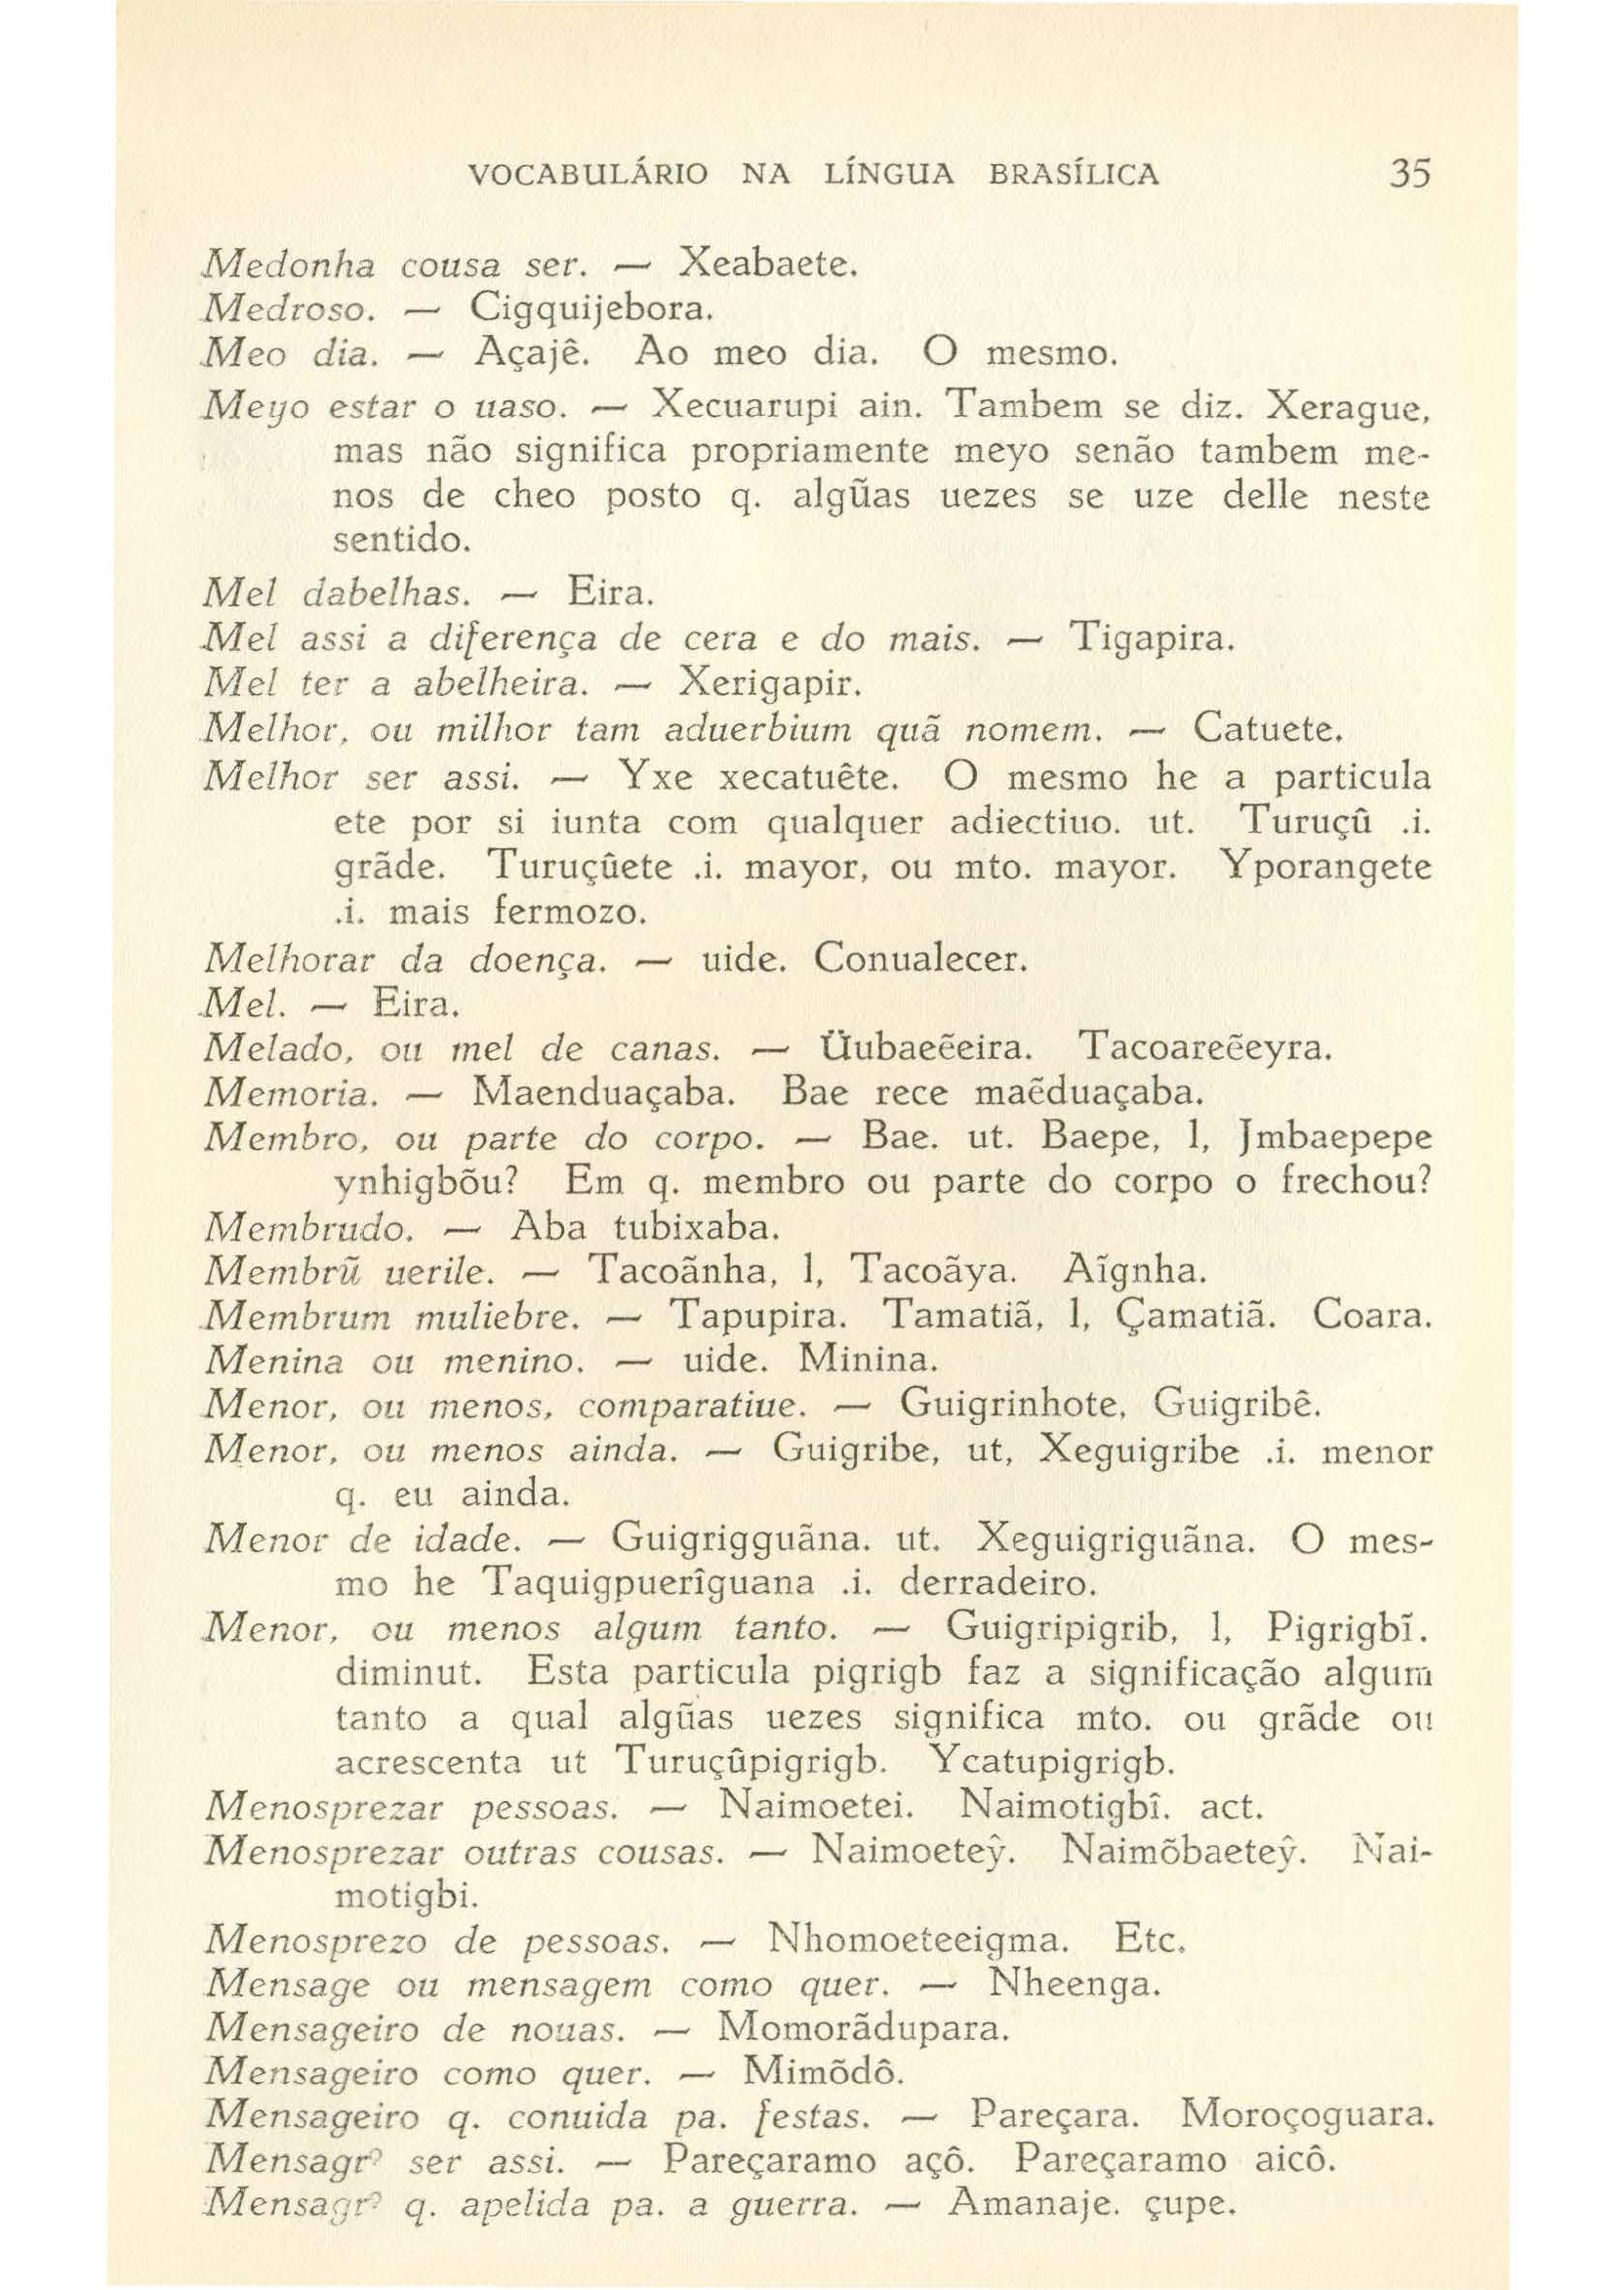 VOCABULÁRIO NA LÍNGUA BRASÍLICA 35
Medonha cousa ser. — Xeabaete.
Medroso. — Cigquijebora.
Meo dia. — Açajê. Ao meo dia. O mesmo.
Meyo estar o uaso. — Xecuarupi ain. Tambem se diz. Xerague,
mas não significa propriamente meyo senão tambem me-
nos de cheo posto q. algũas uezes se uze delle neste
sentido.
Mel dabelhas. — Eira.
Mel assi a diferença de cera e do mais. — Tigapira.
Mel ter a abelheira. — Xerigapir.
Melhor, ou milhor tam aduerbium quã nomem. — Catuete.
Melhor ser assi. — Yxe xecatuête. O mesmo he a particula
ete por si iunta com qualquer adiectiuo. ut. Turuçû .i.
grãde. Turuçûete .i. mayor, ou mto. mayor. Yporangete
.i. mais fermozo.
Melhorar da doença. — uide. Conualecer.
Mel. — Eira.
Melado, ou mel de canas. — Üubaeẽeira. Tacoareẽeyra.
Memoria. — Maenduaçaba. Bae rece maẽduaçaba.
Membro, ou parte do corpo. — Bae. ut. Baepe, l, Jmbaepepe
ynhigbõu? Em q. membro ou parte do corpo o frechou?
Membrudo. — Aba tubixaba.
Membrũ uerile. — Tacoãnha, l, Tacoãya. Aĩgnha.
Membrum muliebre. — Tapupira. Tamatiã, l, Çamatiã. Coara.
Menina ou menino. — uide. Minina.
Menor, ou menos, comparatiue. — Guigrinhote, Guigribê.
Menor, ou menos ainda. — Guigribe, ut, Xeguigribe .i. menor
q. eu ainda.
Menor de idade. — Guigrigguãna. ut. Xeguigriguãna. O mes-
mo he Taquigpuerîguana .i. derradeiro.
Menor, ou menos algum tanto. — Guigripigrib, l, Pigrigbĩ.
diminut. Esta particula pigrigb faz a significação algum
tanto a qual algũas uezes significa mto. ou grãde ou
acrescenta ut Turuçûpigrigb. Ycatupigrigb.
Menosprezar pessoas. — Naimoetei. Naimotigbî. act.
Menosprezar outras cousas. — Naimoeteŷ. Naimõbaeteŷ. Nai-
motigbi.
Menosprezo de pessoas. — Nhomoeteeigma. Etc.
Mensage ou mensagem como quer. — Nheenga.
Mensageiro de nouas. — Momorãdupara.
Mensageiro como quer. — Mimõdô.
Mensageiro q. conuida pa. festas. — Pareçara. Moroçoguara.
Mensagrº ser assi. — Pareçaramo açô. Pareçaramo aicô.
Mensagrº q. apelida pa. a guerra. — Amanaje. çupe.